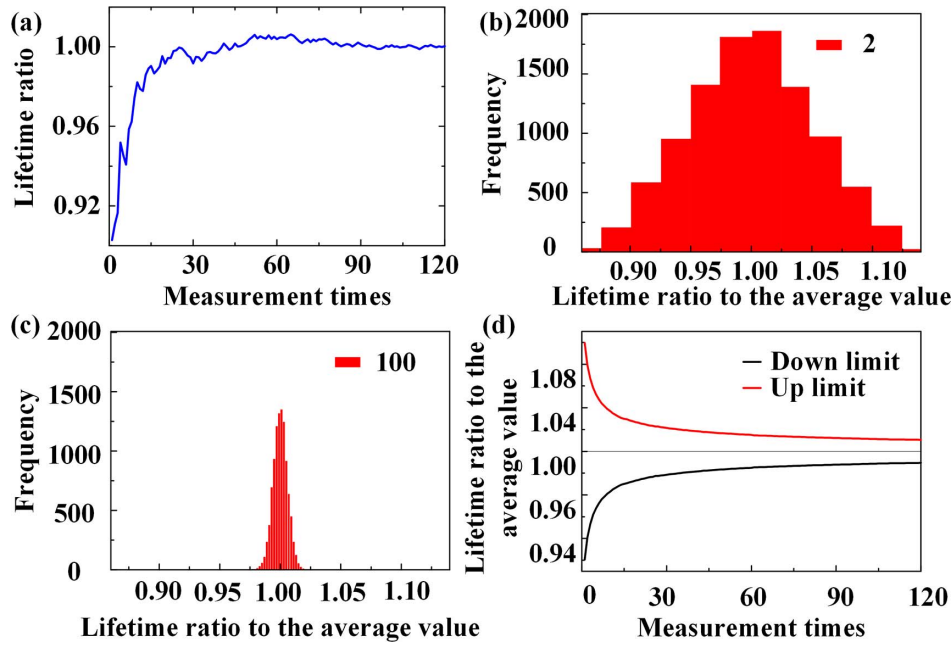 (a)
Lifetime ratio
1.00
0.96
0.92
0 30 60 90 120
Measurement times
(b)
Frequency
2000
1500
1000
500
0
2
0.90 0.95 1.00 1.05 1.10
Lifetime ratio to the average value
(c)
Frequency
2000
1500
1000
500
0
100
0.90 0.95 1.00 1.05 1.10
Lifetime ratio to the average value
(d)
Lifetime ratio to the
average value
1.08
1.04
1.00
0.96
0.94
Down limit
Up limit
0 30 60 90 120
Measurement times